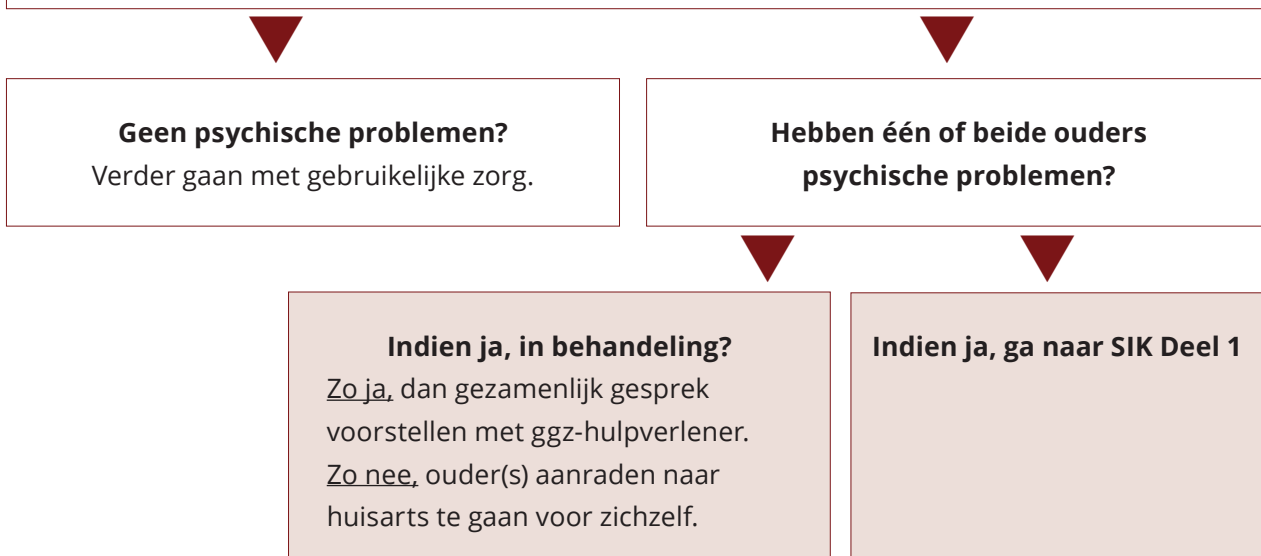 Geen psychische problemen?
Verder gaan met gebruikelijke zorg.
Hebben één of beide ouders
psychische problemen?
Indien ja, in behandeling?
Zo ja, dan gezamenlijk gesprek
voorstellen met ggz-hulpverlener.
Zo nee, ouder(s) aanraden naar
huisarts te gaan voor zichzelf.
Indien ja, ga naar SIK Deel 1